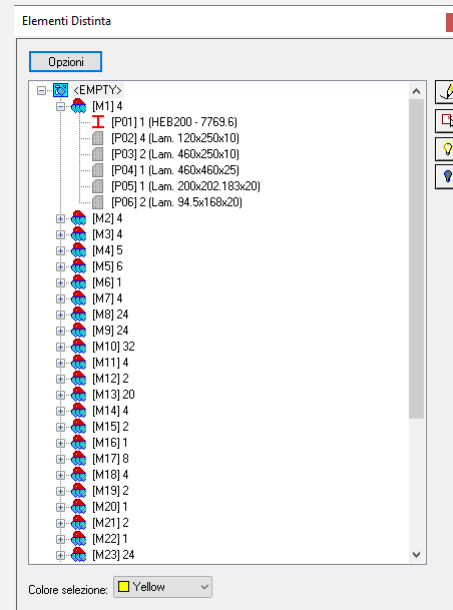 Elementi Distinta
Opzioni
<EMPTY>
[M1] 4
[P01] 1 (HEB200 - 7769.6)
[P02] 4 (Lam. 120x250x10)
[P03] 2 (Lam. 460x250x10)
[P04] 1 (Lam. 460x460x25)
[P05] 1 (Lam. 200x202.183x20)
[P06] 2 (Lam. 94.5x168x20)
[M2] 4
[M3] 4
[M4] 5
[M5] 6
[M6] 1
[M7] 4
[M8] 24
[M9] 24
[M10] 32
[M11] 4
[M12] 2
[M13] 20
[M14] 4
[M15] 2
[M16] 1
[M17] 8
[M18] 4
[M19] 2
[M20] 1
[M21] 2
[M22] 1
[M23] 24
Colore selezione: Yellow